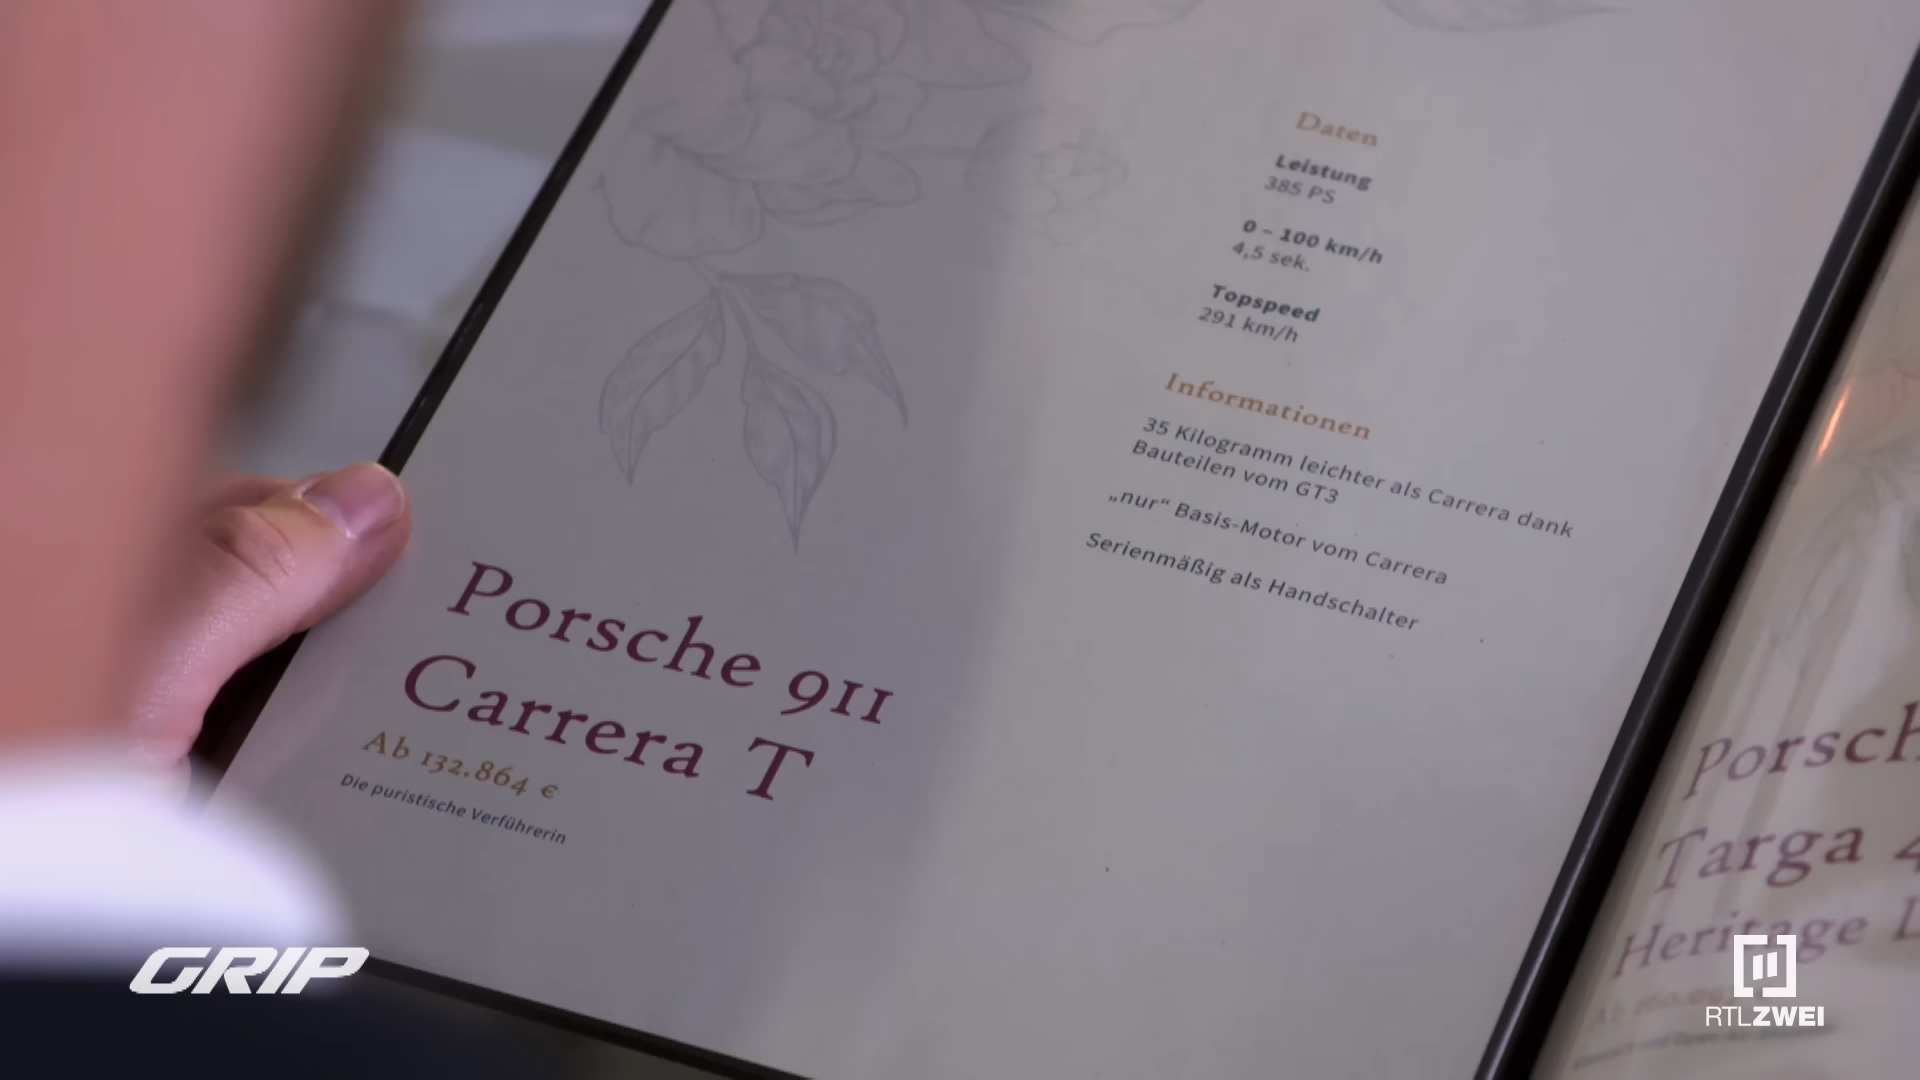 Daten
Leistung
385 PS
0 – 100 km/h
4,5 sek.
Topspeed
291 km/h
Informationen
35 Kilogramm leichter als Carrera dank
Bauteilen vom GT3
„nur“ Basis-Motor vom Carrera
Serienmäßig als Handschalter
Porsche 911
Carrera T
Ab 132.864 €
Die puristische Verführerin
Porsch
Targa 4
Heritage
GRIP
RTLZWEI